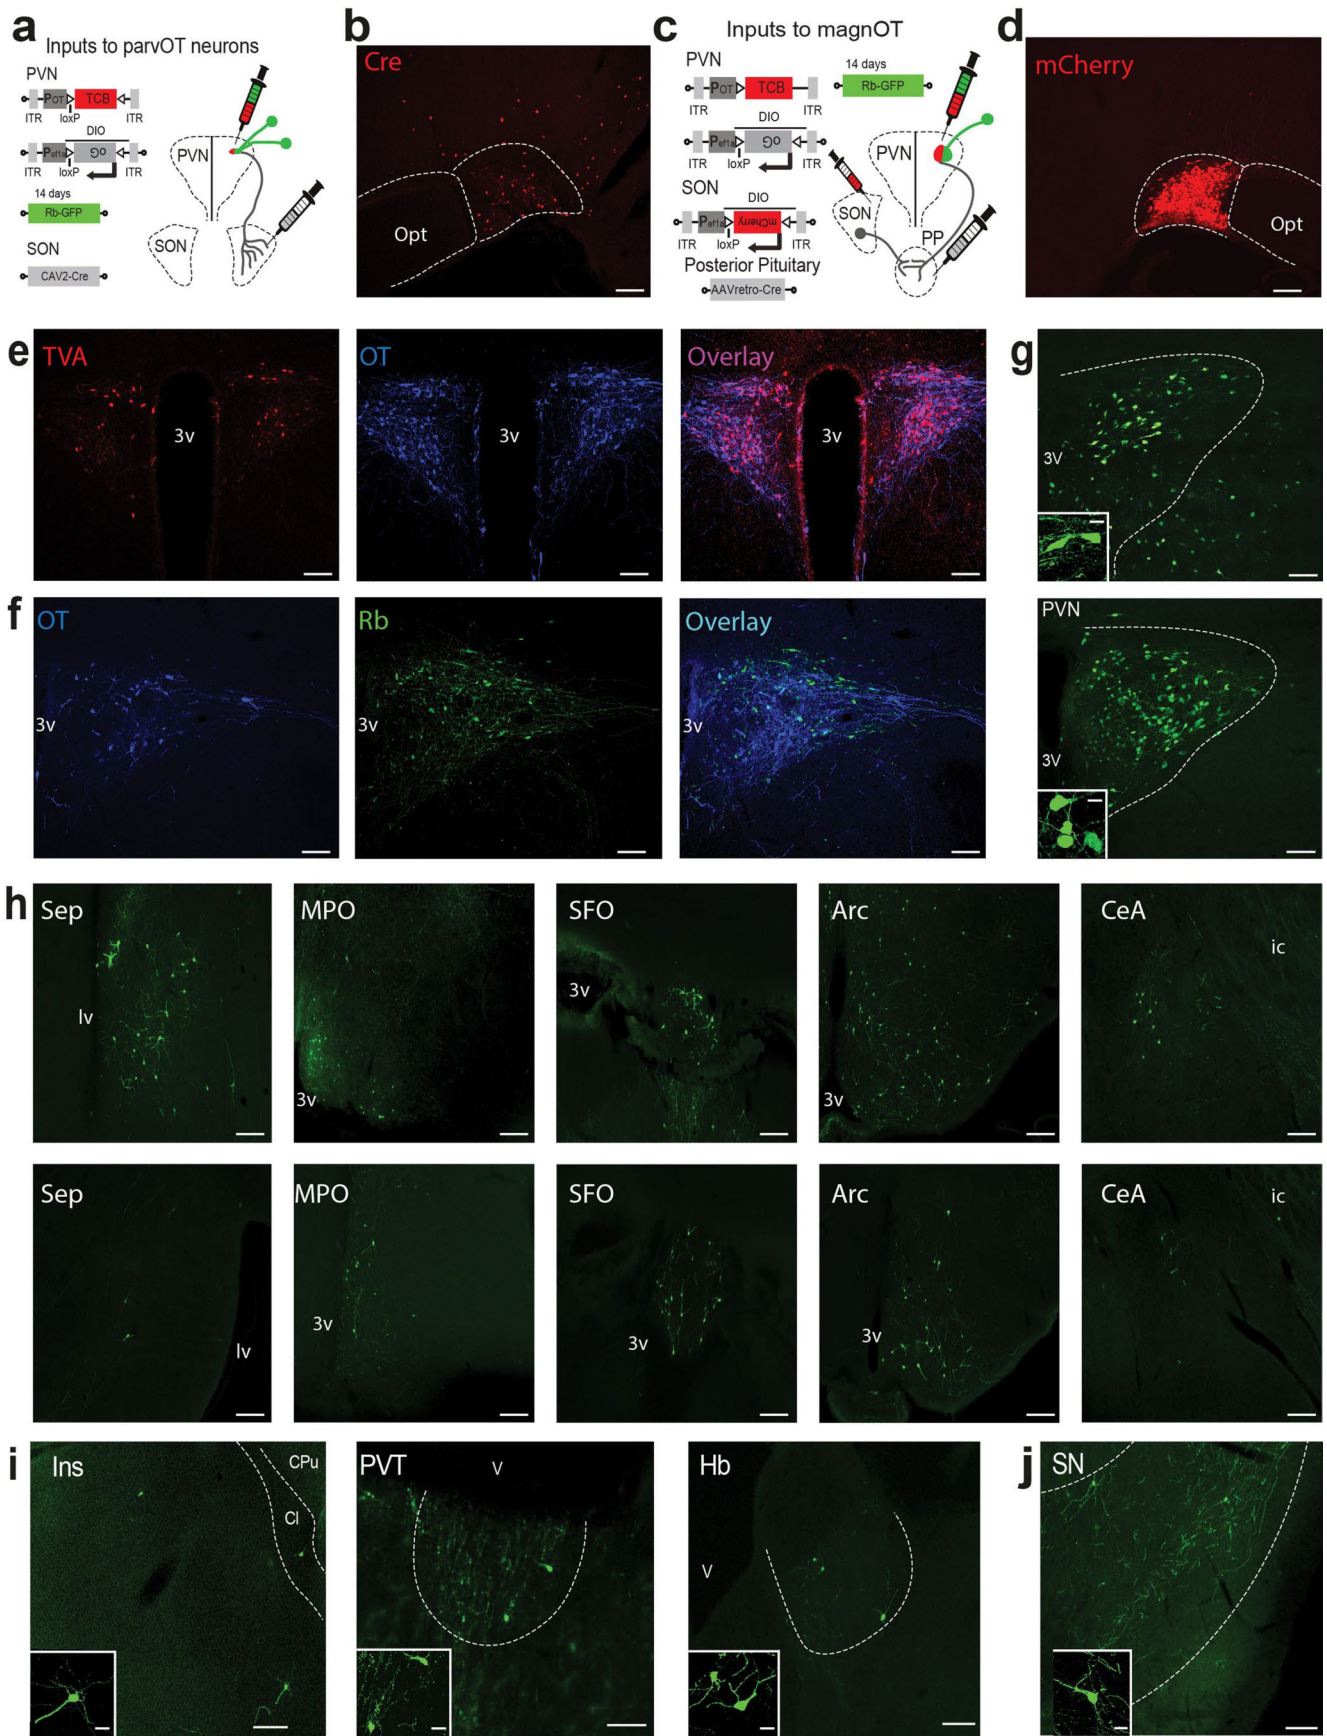 a
Inputs to parvOT neurons
PVN
POT
TCB
ITR
loxP
ITR
DIO
Pef1a
oG
ITR
loxP
ITR
14 days
Rb-GFP
SON
CAV2-Cre
PVN
SON
b
Cre
Opt
c
Inputs to magnOT
PVN
POT
TCB
ITR
ITR
14 days
Rb-GFP
DIO
Pef1a
oG
ITR
loxP
ITR
SON
DIO
Pef1a
mCherry
ITR
loxP
ITR
Posterior Pituitary
AAVretro-Cre
PVN
SON
PP
d
mCherry
Opt
e
TVA
3v
OT
3v
Overlay
3v
g
3V
PVN
3V
f
OT
3v
Rb
3v
Overlay
3v
h
Sep
lv
MPO
3v
SFO
3v
Arc
3v
CeA
ic
Sep
lv
MPO
3v
SFO
3v
Arc
3v
CeA
ic
i
Ins
CPu
Cl
PVT
V
Hb
V
j
SN